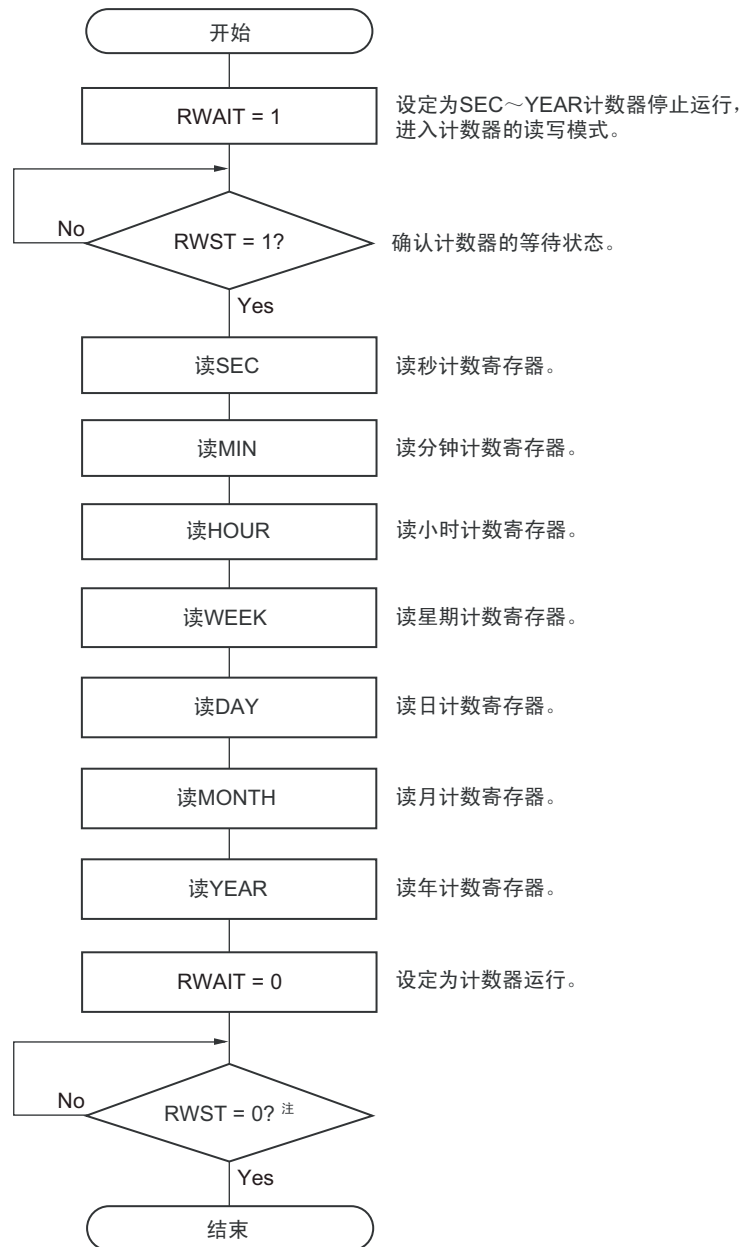 开始
RWAIT = 1
设定为SEC～YEAR计数器停止运行，
进入计数器的读写模式。
No
RWST = 1?
确认计数器的等待状态。
Yes
读SEC
读秒计数寄存器。
读MIN
读分钟计数寄存器。
读HOUR
读小时计数寄存器。
读WEEK
读星期计数寄存器。
读DAY
读日计数寄存器。
读MONTH
读月计数寄存器。
读YEAR
读年计数寄存器。
RWAIT = 0
设定为计数器运行。
No
RWST = 0? 注
Yes
结束